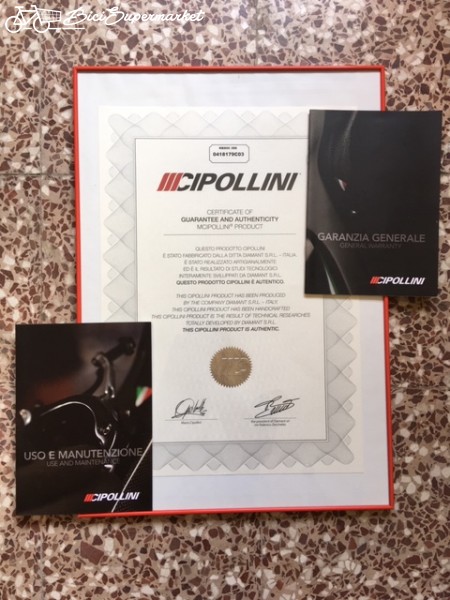 BiciSupermarket
SERIAL NO.
CIPOLLINI
CERTIFICATE OF
GUARANTEE AND AUTHENTICITY
MCIPOLLINI® PRODUCT
QUESTO PRODOTTO CIPOLLINI
È STATO FABBRICATO DALLA DITTA DIAMANT S.R.L. - ITALIA
È STATO REALIZZATO ARTIGIANALMENTE
ED È IL RISULTATO DI STUDI TECNOLOGICI
INTERAMENTE SVILUPPATI DA DIAMANT S.R.L.
QUESTO PRODOTTO CIPOLLINI È AUTENTICO.
THIS CIPOLLINI PRODUCT HAS BEEN PRODUCED
BY THE COMPANY DIAMANT S.R.L. - ITALY
THIS CIPOLLINI PRODUCT HAS BEEN HANDCRAFTED
THIS CIPOLLINI PRODUCT IS THE RESULT OF TECHNICAL RESEARCHES
TOTALLY DEVELOPED BY DIAMANT S.R.L.
THIS CIPOLLINI PRODUCT IS AUTHENTIC.
GARANZIA GENERALE
GENERAL WARRANTY
CIPOLLINI
USO E MANUTENZIONE
USE AND MAINTENANCE
CIPOLLINI